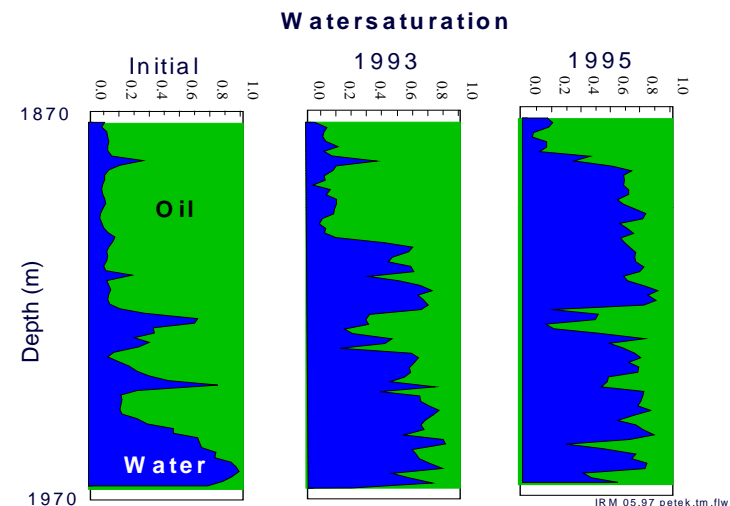 Watersaturation
Initial
1993
1995
0.0 0.2 0.4 0.6 0.8 1.0
0.0 0.2 0.4 0.6 0.8 1.0
0.0 0.2 0.4 0.6 0.8 1.0
1870
Oil
Depth (m)
Water
1970
IRM 05.97 petek.tm.flw